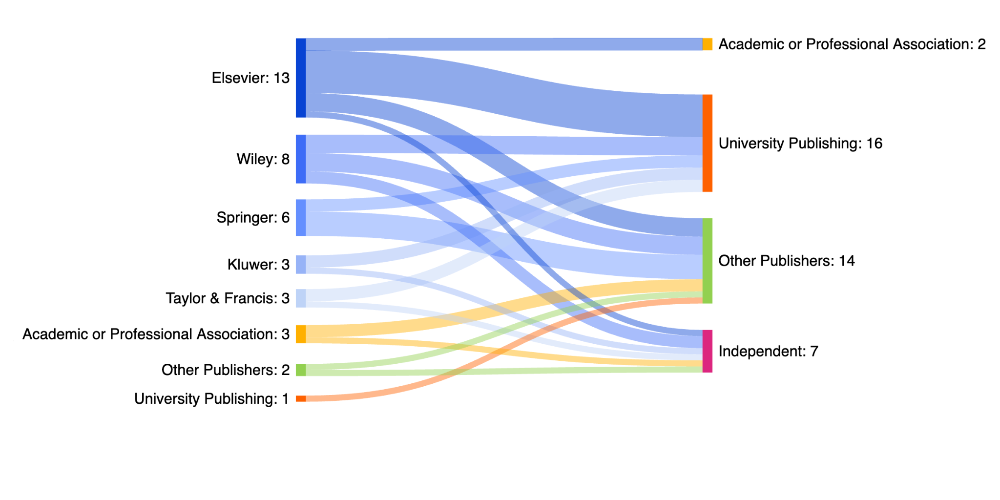 Elsevier: 13
Wiley: 8
Springer: 6
Kluwer: 3
Taylor & Francis: 3
Academic or Professional Association: 3
Other Publishers: 2
University Publishing: 1
Academic or Professional Association: 2
University Publishing: 16
Other Publishers: 14
Independent: 7